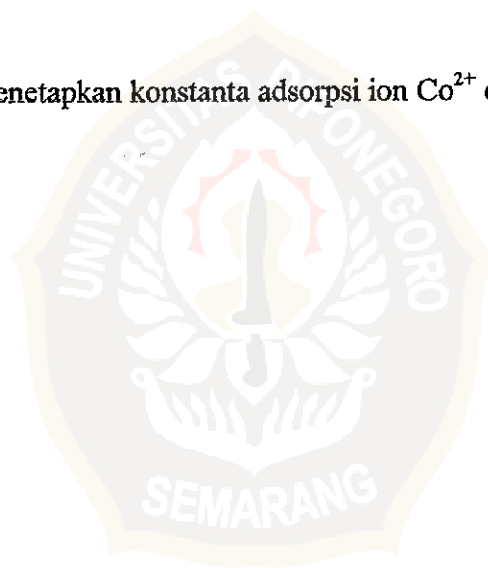 enetapkan konstanta adsorpsi ion Co²⁺
UNIVERSITAS DIPONEGORO
SEMARANG